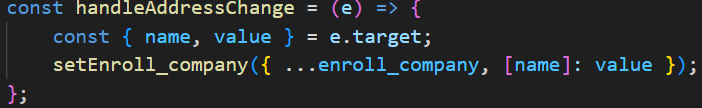 const handleAddressChange = (e) => {
const { name, value } = e.target;
setEnroll_company({ ...enroll_company, [name]: value });
};